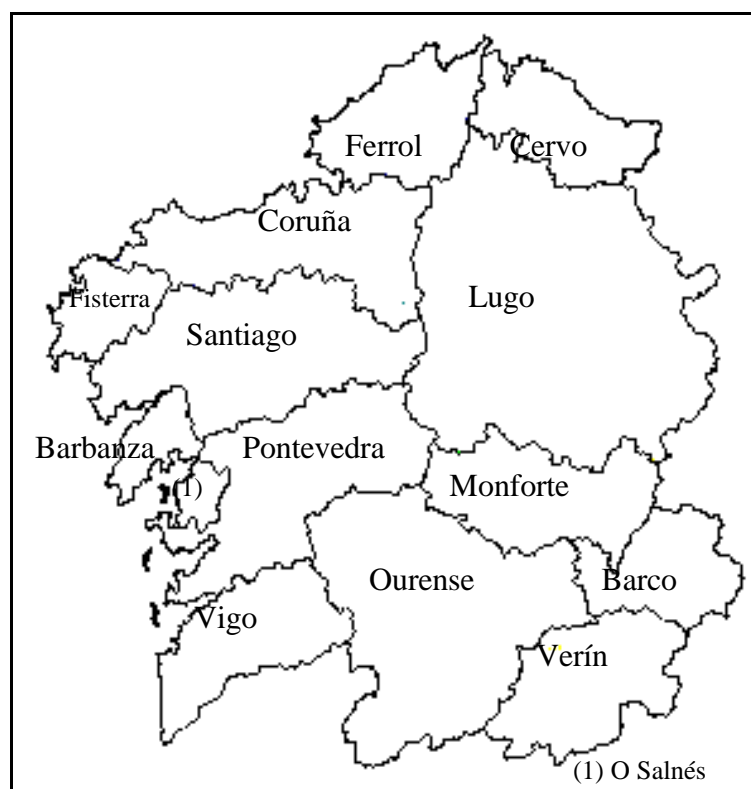 Ferrol
Cervo
Coruña
Fisterra
Lugo
Santiago
Barbanza
Pontevedra
Monforte
(1)
Ourense
Barco
Vigo
Verín
(1) O Salnés